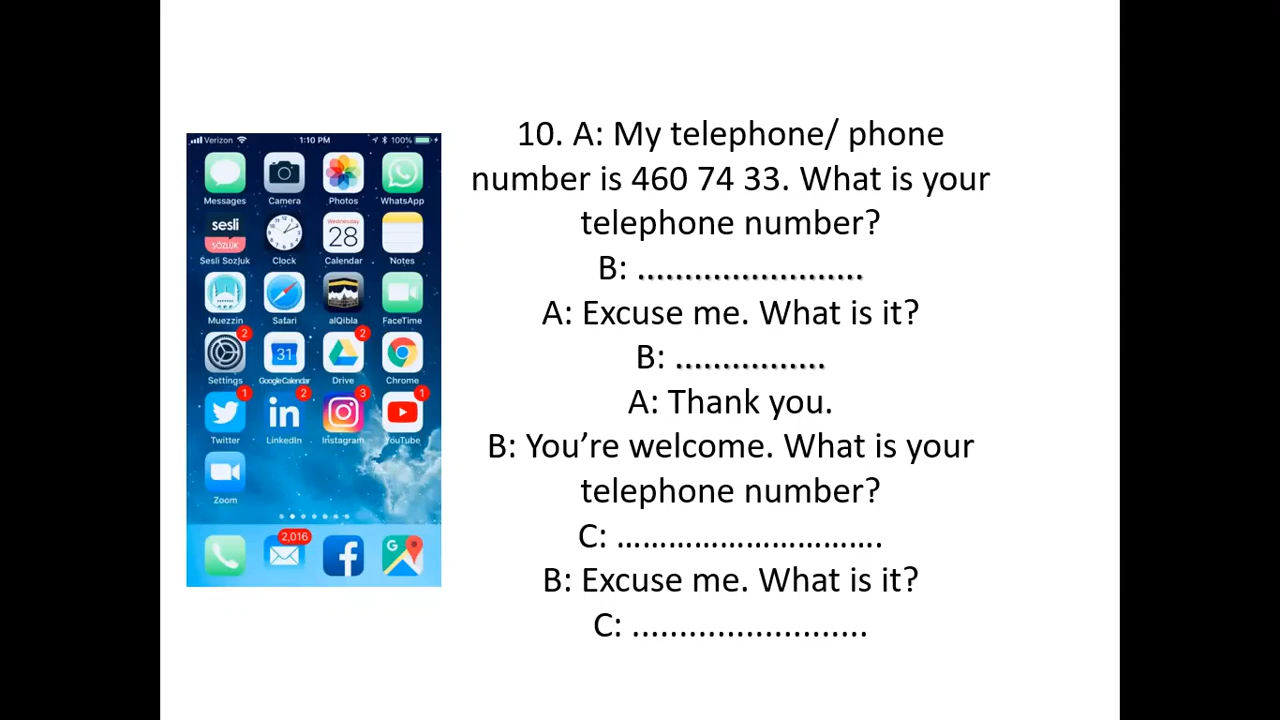 Verizon 1:10 PM 100%
Messages Camera Photos WhatsApp
sesli
SÖZLÜK
Wednesday
28
Sesli Sozluk Clock Calendar Notes
Muezzin Safari alQibla FaceTime
2 31 2
Settings Google Calendar Drive Chrome
1 in 2 3 1
Twitter LinkedIn Instagram YouTube
Zoom
2,016
f G
10. A: My telephone/ phone
number is 460 74 33. What is your
telephone number?
B: ........................
A: Excuse me. What is it?
B: ................
A: Thank you.
B: You’re welcome. What is your
telephone number?
C: ………………………….
B: Excuse me. What is it?
C: .........................